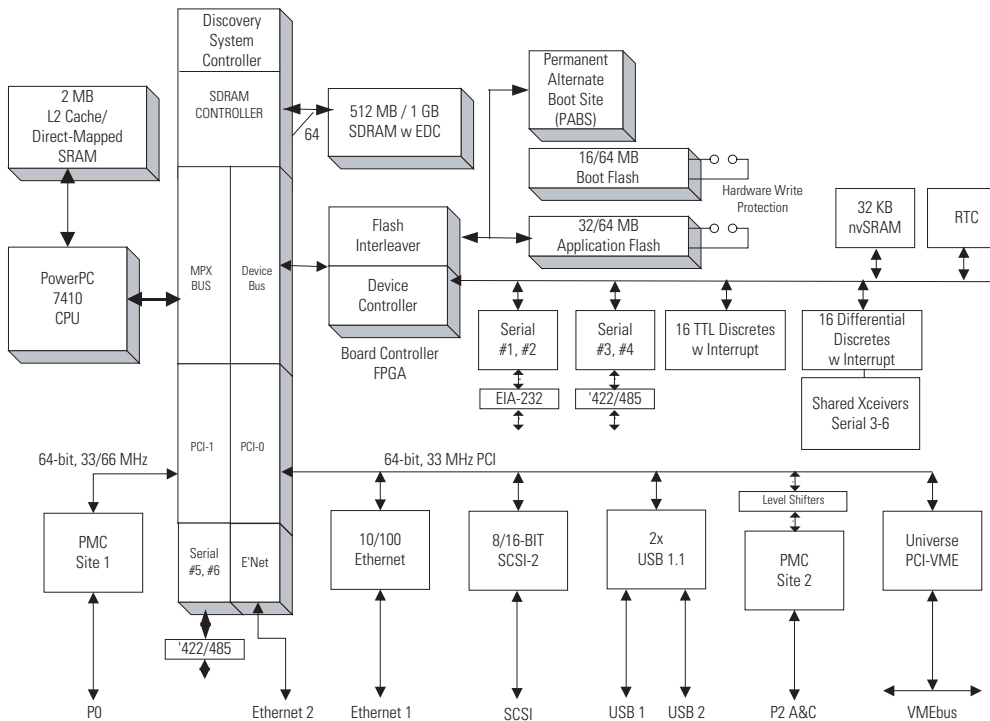 Discovery
System
Controller
SDRAM
CONTROLLER
2 MB
L2 Cache/
Direct-Mapped
SRAM
64
512 MB / 1 GB
SDRAM w EDC
Permanent
Alternate
Boot Site
(PABS)
16/64 MB
Boot Flash
Hardware Write
Protection
32/64 MB
Application Flash
32 KB
nvSRAM
RTC
PowerPC
7410
CPU
MPX
BUS
Device
Bus
Flash
Interleaver
Device
Controller
Board Controller
FPGA
Serial
#1, #2
EIA-232
Serial
#3, #4
'422/485
16 TTL Discretes
w Interrupt
16 Differential
Discretes
w Interrupt
Shared Xceivers
Serial 3-6
64-bit, 33/66 MHz
PCI-1
PCI-0
64-bit, 33 MHz PCI
PMC
Site 1
Serial
#5, #6
E'Net
10/100
Ethernet
8/16-BIT
SCSI-2
2x
USB 1.1
Level Shifters
PMC
Site 2
Universe
PCI-VME
'422/485
P0
Ethernet 2
Ethernet 1
SCSI
USB 1
USB 2
P2 A&C
VMEbus